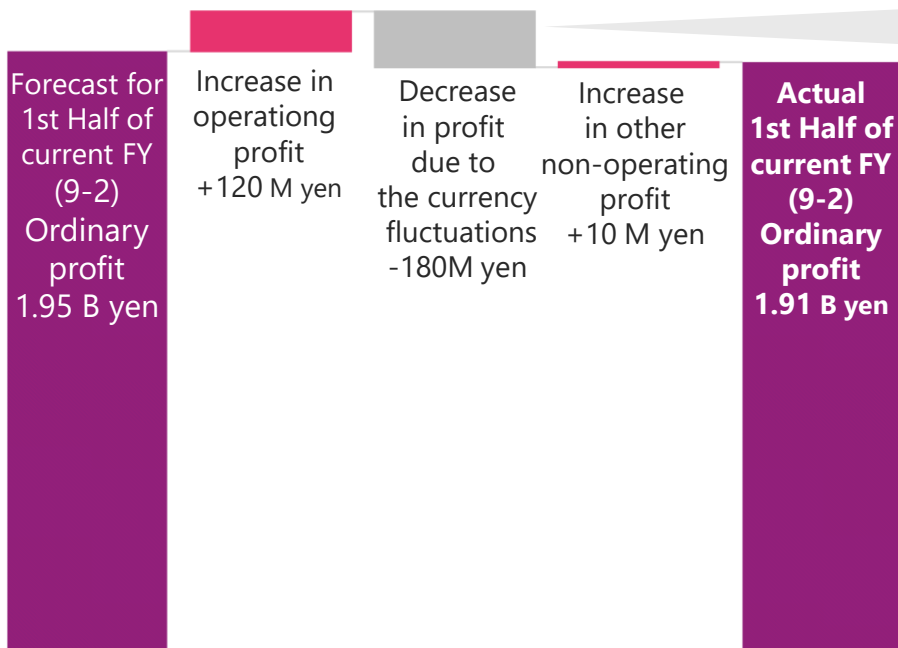 Forecast for
1st Half of
current FY
(9-2)
Ordinary
profit
1.95 B yen
Increase in
operationg
profit
+120 M yen
Decrease
in profit
due to
the currency
fluctuations
-180M yen
Increase
in other
non-operating
profit
+10 M yen
Actual
1st Half of
current FY
(9-2)
Ordinary
profit
1.91 B yen